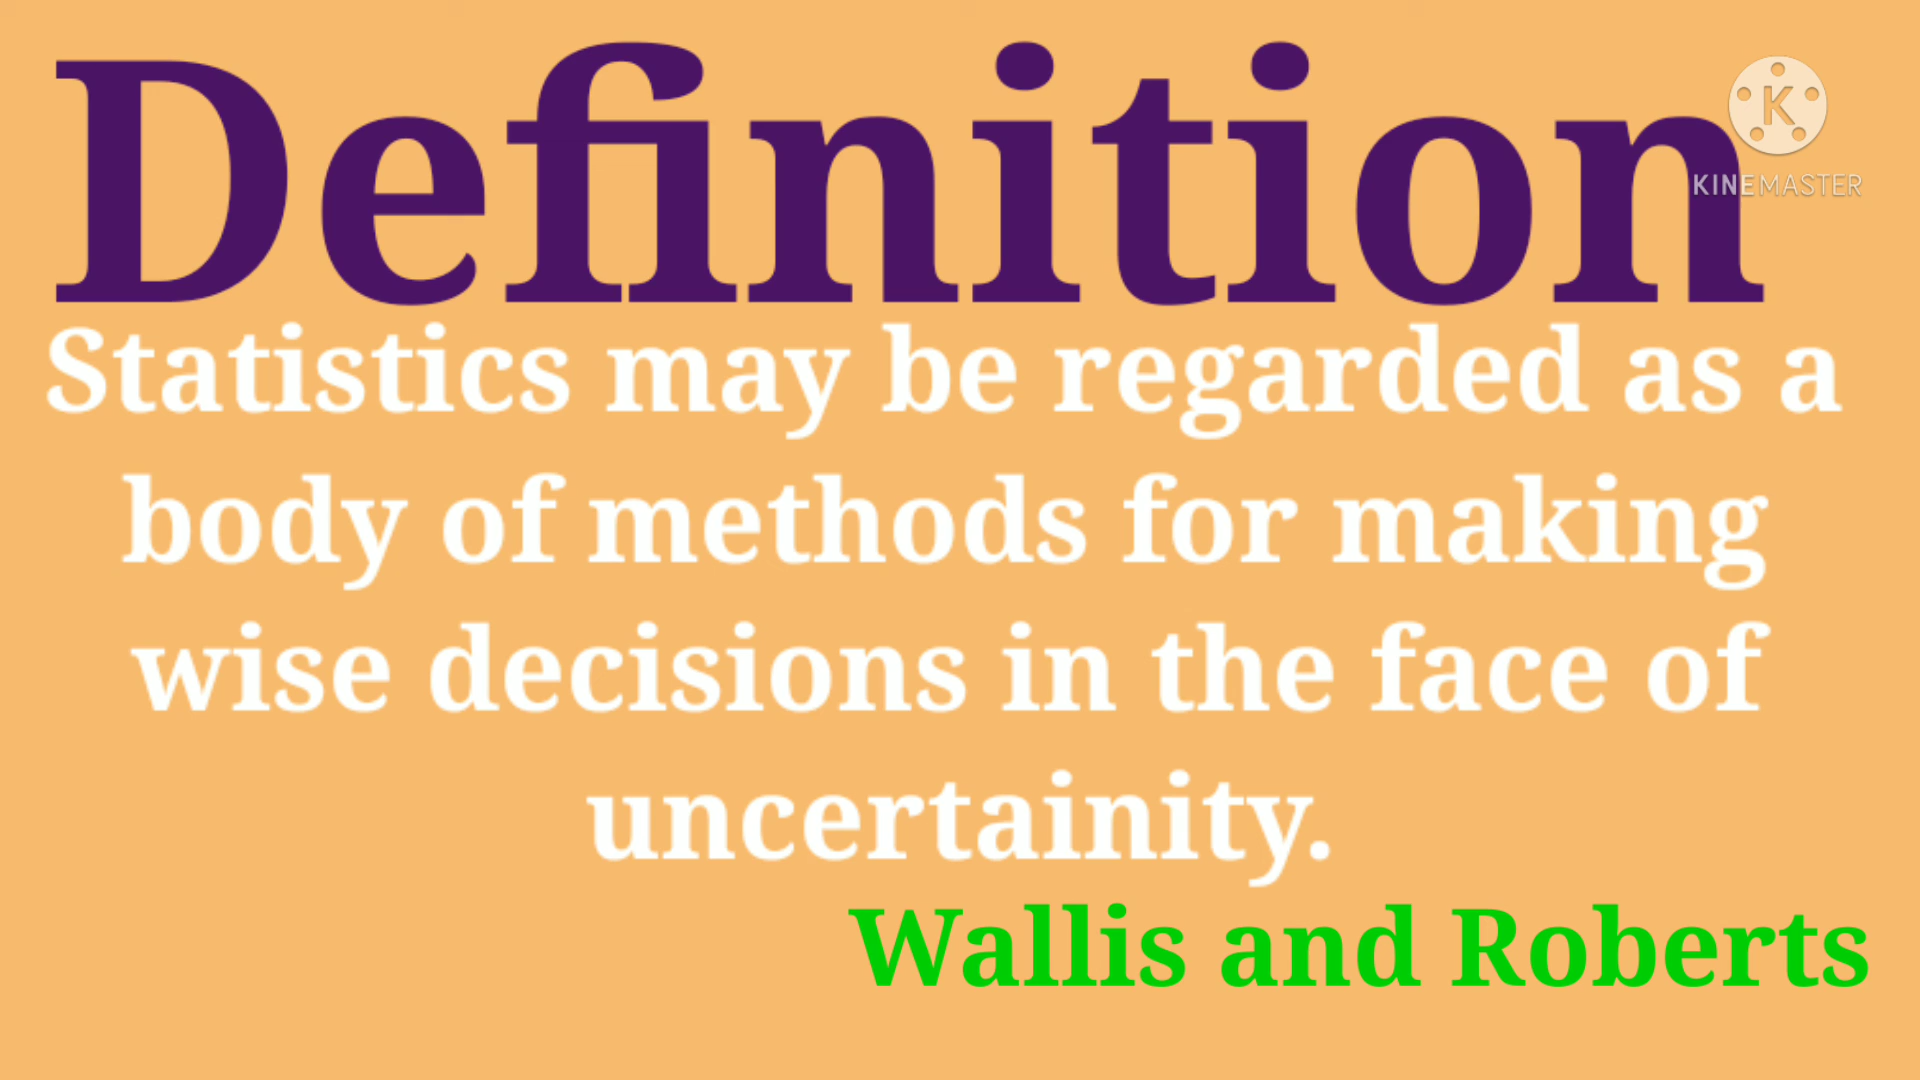 Definition
K
KINEMASTER
Statistics may be regarded as a
body of methods for making
wise decisions in the face of
uncertainity.
Wallis and Roberts